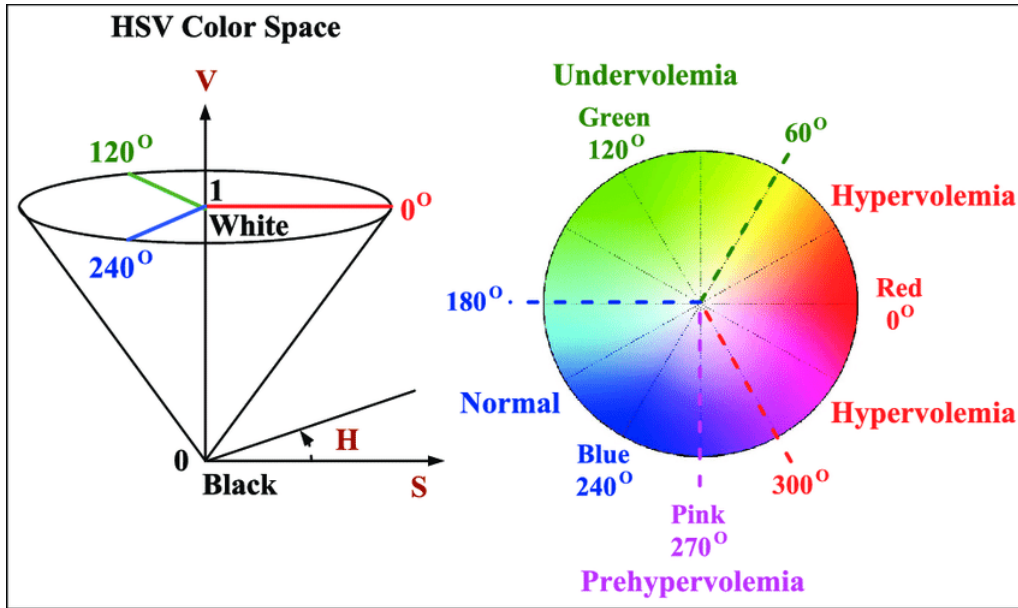 HSV Color Space
V
120°
1
White
0°
240°
0
Black
H
S
Undervolemia
Green
120°
60°
Hypervolemia
180°
Red
0°
Normal
Hypervolemia
Blue
240°
300°
Pink
270°
Prehypervolemia